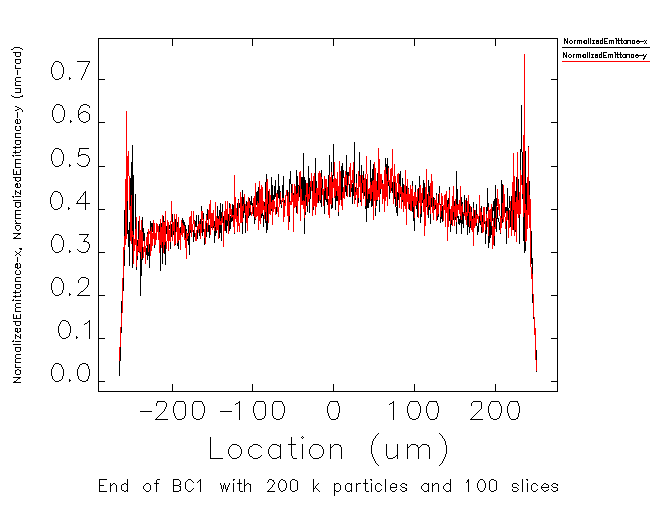 NormalizedEmittance-x
NormalizedEmittance-y
NormalizedEmittance-x, NormalizedEmittance-y (um-rad)
0.7
0.6
0.5
0.4
0.3
0.2
0.1
0.0
-200 -100 0 100 200
Location (um)
End of BC1 with 200 k particles and 100 slices